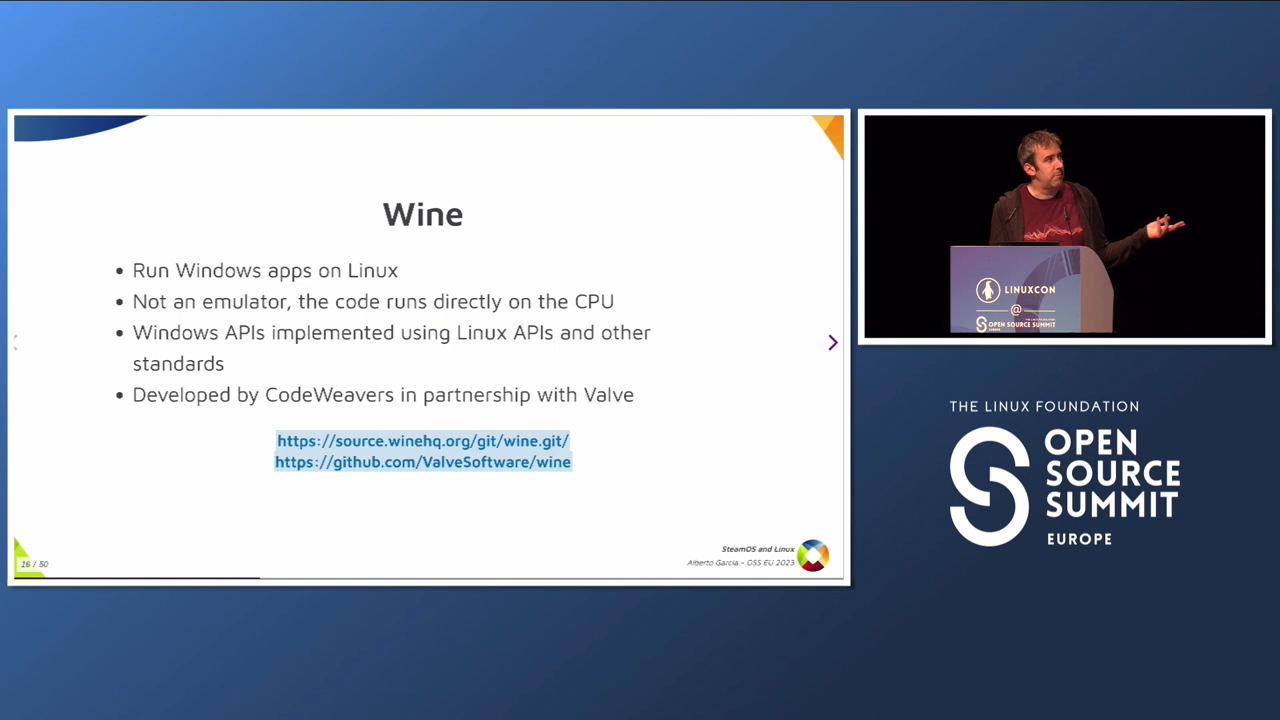 Wine
Run Windows apps on Linux
Not an emulator, the code runs directly on the CPU
Windows APIs implemented using Linux APIs and other
standards
Developed by CodeWeavers in partnership with Valve
https://source.winehq.org/git/wine.git/
https://github.com/ValveSoftware/wine
16 / 50
SteamOS and Linux
Alberto Garcia - OSS EU 2023
LINUXCON
@
OPEN SOURCE SUMMIT
THE LINUX FOUNDATION
OPEN
SOURCE
SUMMIT
EUROPE